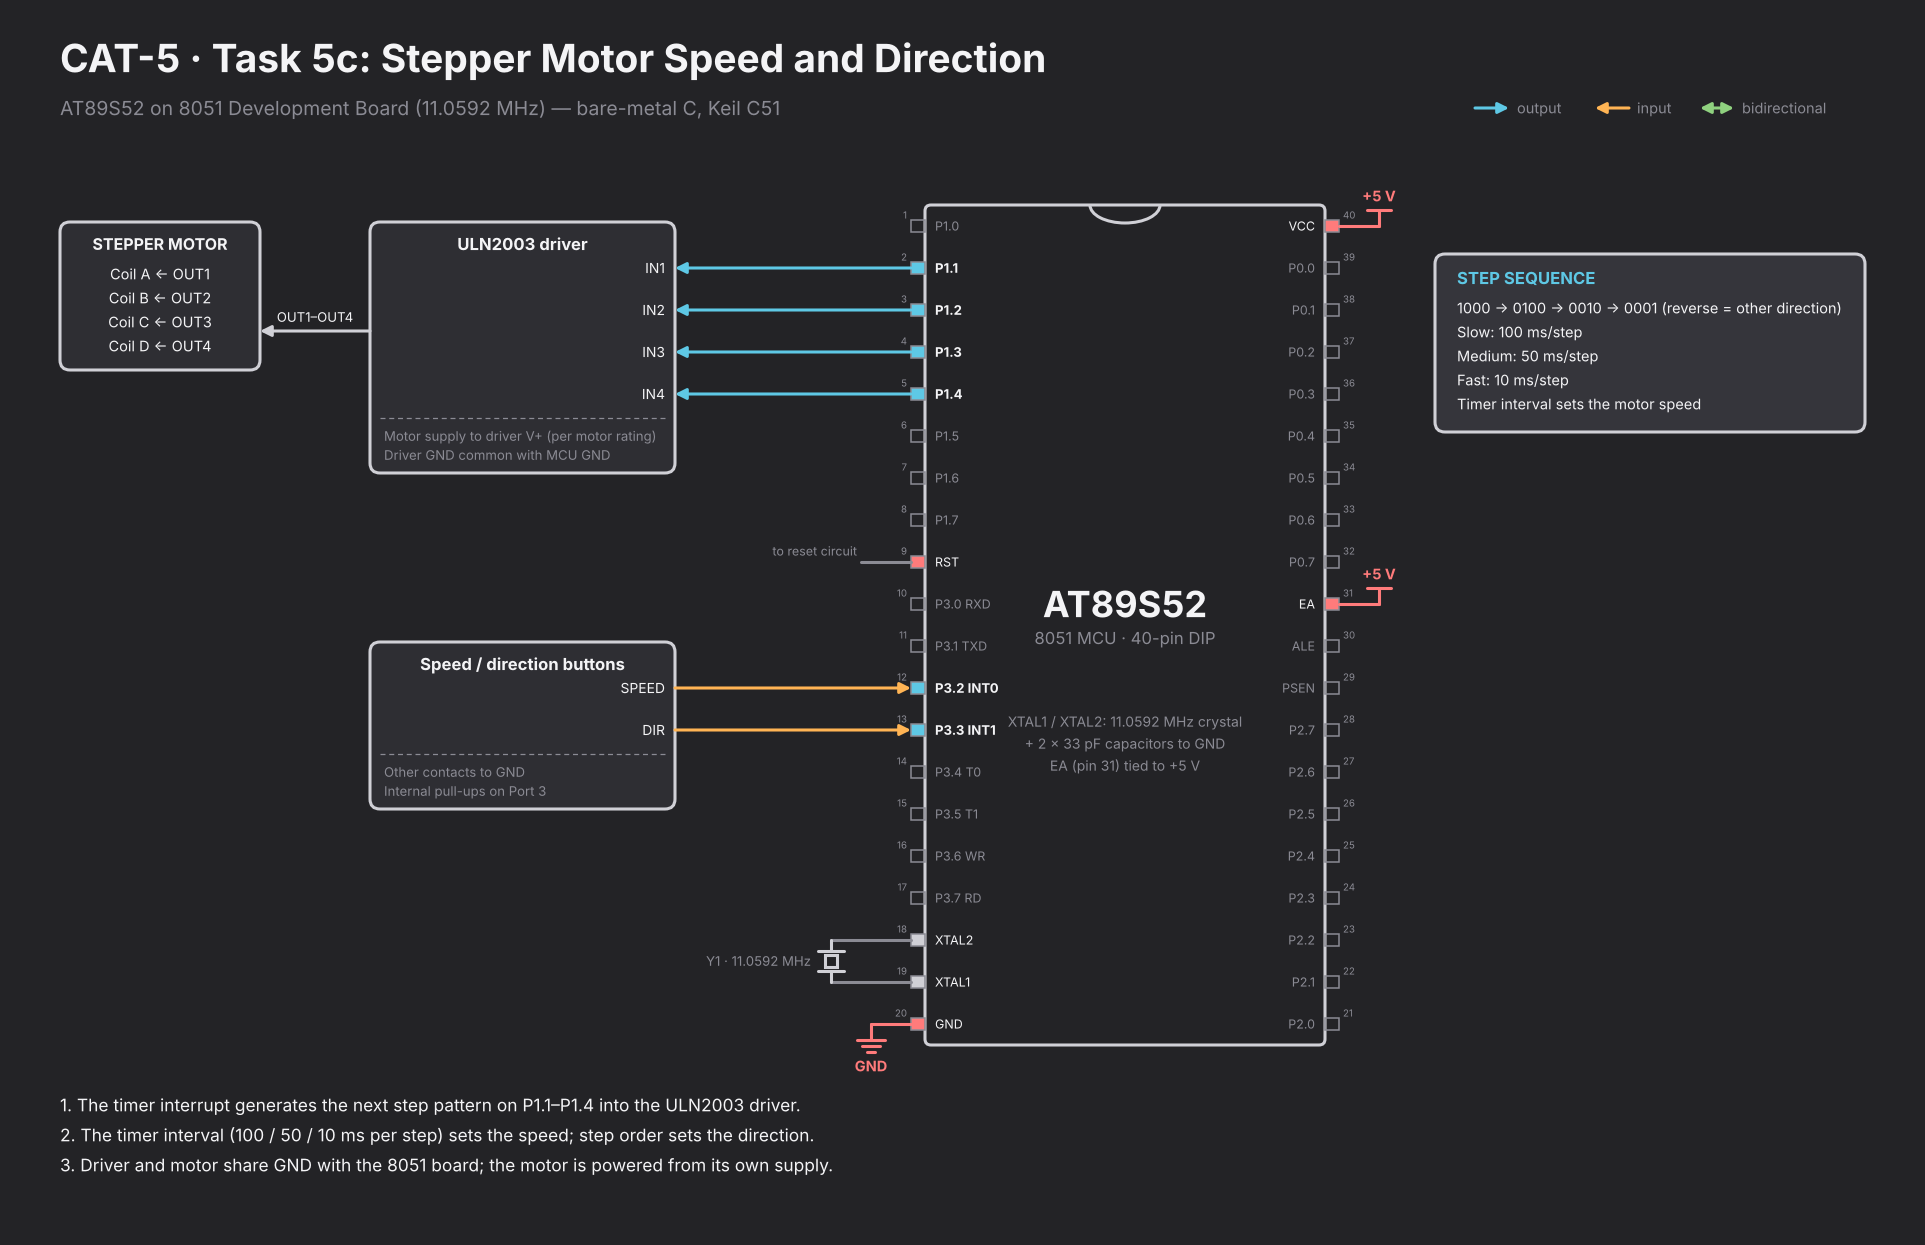 CAT-5 · Task 5c: Stepper Motor Speed and Direction
AT89S52 on 8051 Development Board (11.0592 MHz) — bare-metal C, Keil C51
output
input
bidirectional
STEPPER MOTOR
Coil A ← OUT1
Coil B ← OUT2
Coil C ← OUT3
Coil D ← OUT4
OUT1–OUT4
ULN2003 driver
IN1
IN2
IN3
IN4
Motor supply to driver V+ (per motor rating)
Driver GND common with MCU GND
Speed / direction buttons
SPEED
DIR
Other contacts to GND
Internal pull-ups on Port 3
to reset circuit
Y1 · 11.0592 MHz
GND
1 P1.0
2 P1.1
3 P1.2
4 P1.3
5 P1.4
6 P1.5
7 P1.6
8 P1.7
9 RST
10 P3.0 RXD
11 P3.1 TXD
12 P3.2 INT0
13 P3.3 INT1
14 P3.4 T0
15 P3.5 T1
16 P3.6 WR
17 P3.7 RD
18 XTAL2
19 XTAL1
20 GND
AT89S52
8051 MCU · 40-pin DIP
XTAL1 / XTAL2: 11.0592 MHz crystal
+ 2 × 33 pF capacitors to GND
EA (pin 31) tied to +5 V
+5 V
VCC 40
P0.0 39
P0.1 38
P0.2 37
P0.3 36
P0.4 35
P0.5 34
P0.6 33
P0.7 32
+5 V
EA 31
ALE 30
PSEN 29
P2.7 28
P2.6 27
P2.5 26
P2.4 25
P2.3 24
P2.2 23
P2.1 22
P2.0 21
STEP SEQUENCE
1000 → 0100 → 0010 → 0001 (reverse = other direction)
Slow: 100 ms/step
Medium: 50 ms/step
Fast: 10 ms/step
Timer interval sets the motor speed
1. The timer interrupt generates the next step pattern on P1.1–P1.4 into the ULN2003 driver.
2. The timer interval (100 / 50 / 10 ms per step) sets the speed; step order sets the direction.
3. Driver and motor share GND with the 8051 board; the motor is powered from its own supply.